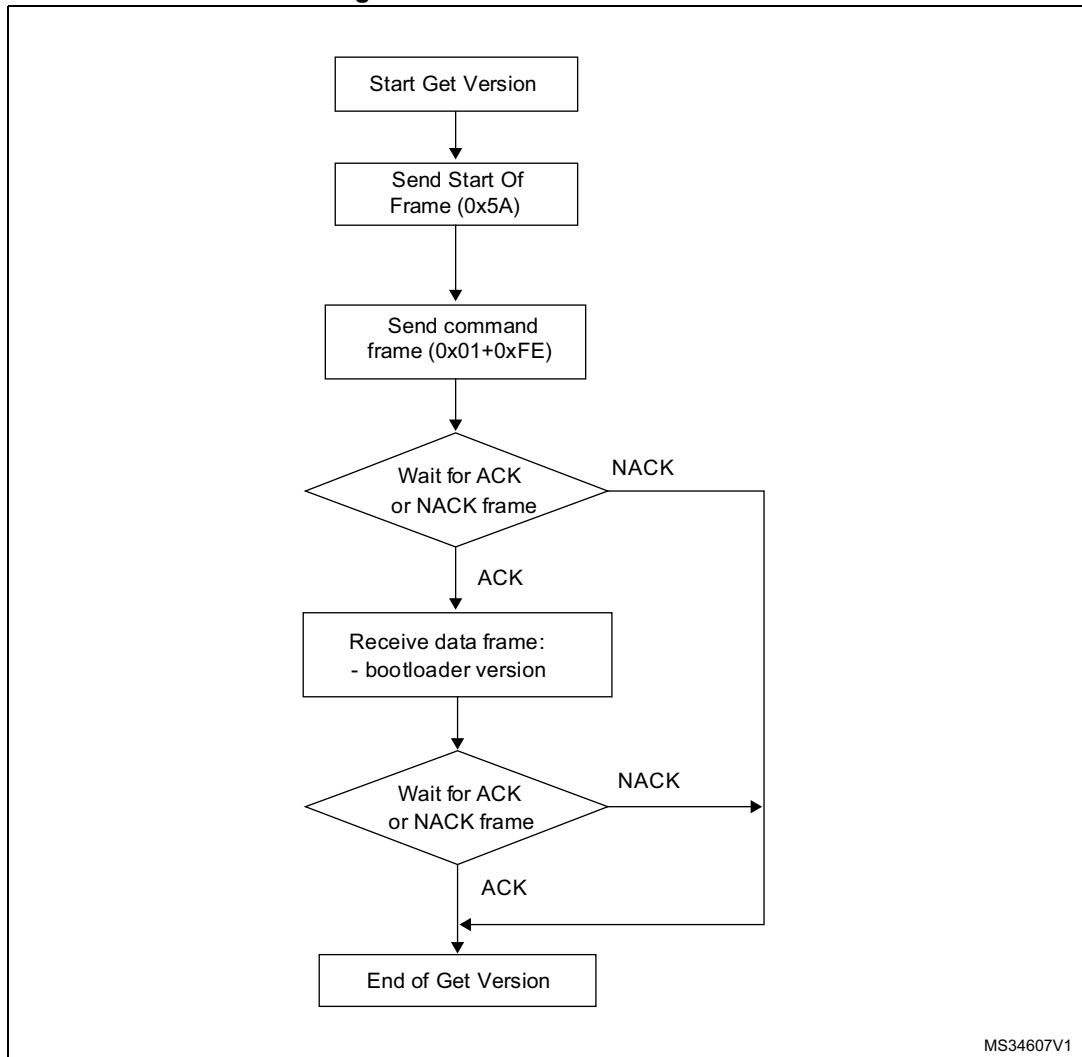 Start Get Version
Send Start Of
Frame (0x5A)
Send command
frame (0x01+0xFE)
Wait for ACK
or NACK frame
NACK
ACK
Receive data frame:
- bootloader version
Wait for ACK
or NACK frame
NACK
ACK
End of Get Version
MS34607V1